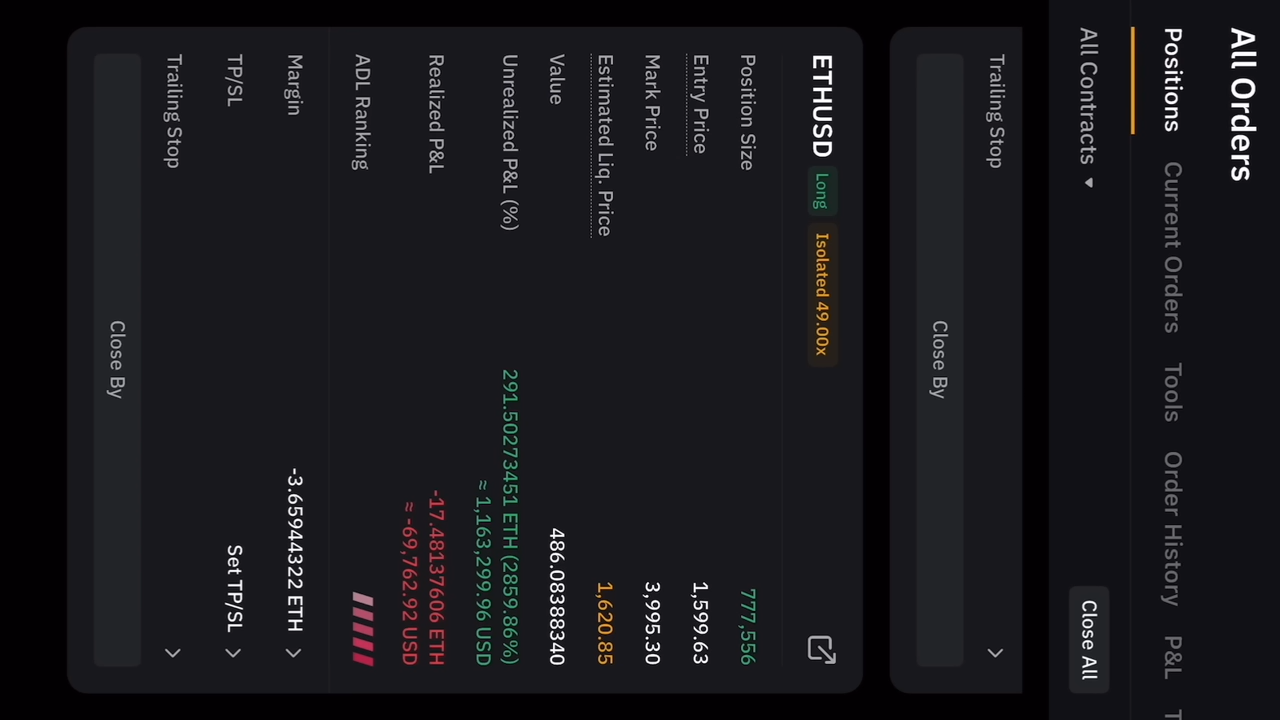 All Orders
Positions Current Orders Tools Order History P&L T
All Contracts Close All
Trailing Stop
Close By
ETHUSD Long Isolated 49.00x
Position Size 777,556
Entry Price 1,599.63
Mark Price 3,995.30
Estimated Liq. Price 1,620.85
Value 486.08388340
Unrealized P&L (%) 291.50273451 ETH (2859.86%)
≈ 1,163,299.96 USD
Realized P&L -17.48137606 ETH
≈ -69,762.92 USD
ADL Ranking
Margin -3.65944322 ETH
TP/SL Set TP/SL
Trailing Stop
Close By